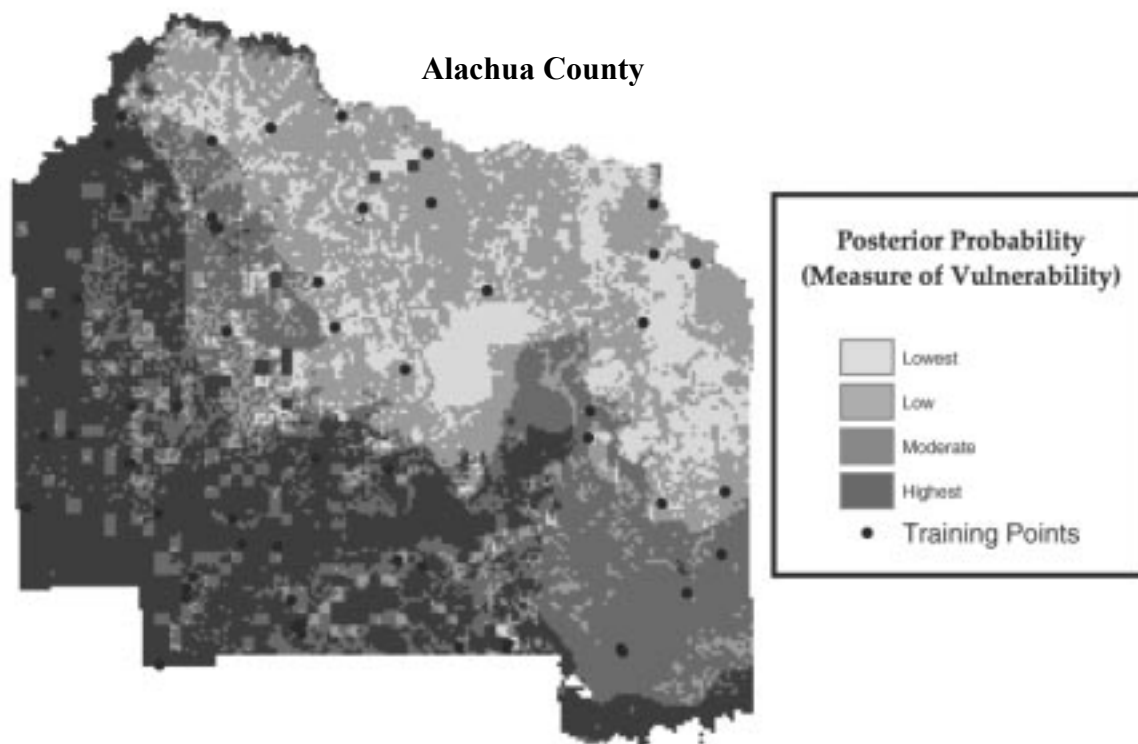 Alachua County
Posterior Probability
(Measure of Vulnerability)
Lowest
Low
Moderate
Highest
Training Points